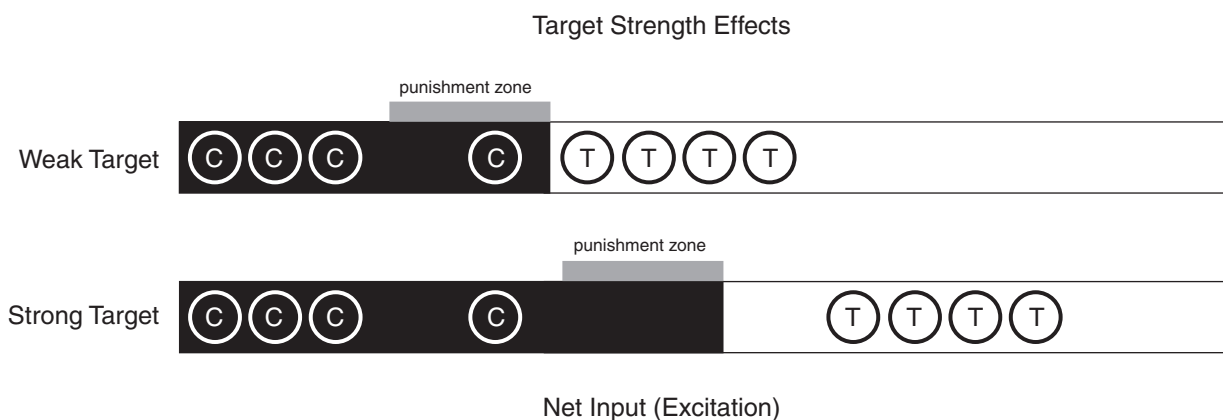 Target Strength Effects
punishment zone
Weak Target C C C C T T T T
punishment zone
Strong Target C C C C T T T T
Net Input (Excitation)